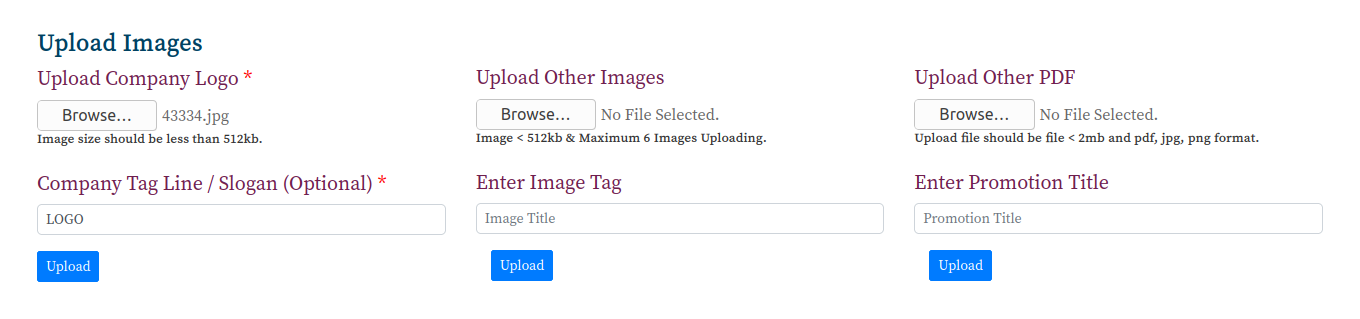 Upload Images
Upload Company Logo *
Browse... 43334.jpg
Image size should be less than 512kb.
Company Tag Line / Slogan (Optional) *
LOGO
Upload
Upload Other Images
Browse... No File Selected.
Image < 512kb & Maximum 6 Images Uploading.
Enter Image Tag
Image Title
Upload
Upload Other PDF
Browse... No File Selected.
Upload file should be file < 2mb and pdf, jpg, png format.
Enter Promotion Title
Promotion Title
Upload